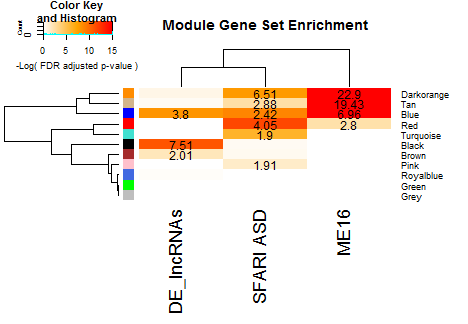 Color Key
and Histogram
Count
0
0 5 10 15
-Log( FDR adjusted p-value )
Module Gene Set Enrichment
6.51 22.9 Darkorange
2.88 19.43 Tan
3.8 2.42 6.96 Blue
4.05 2.8 Red
1.9 Turquoise
7.51 Black
2.01 Brown
1.91 Pink
Royalblue
Green
Grey
DE_lncRNAs
SFARI ASD
ME16